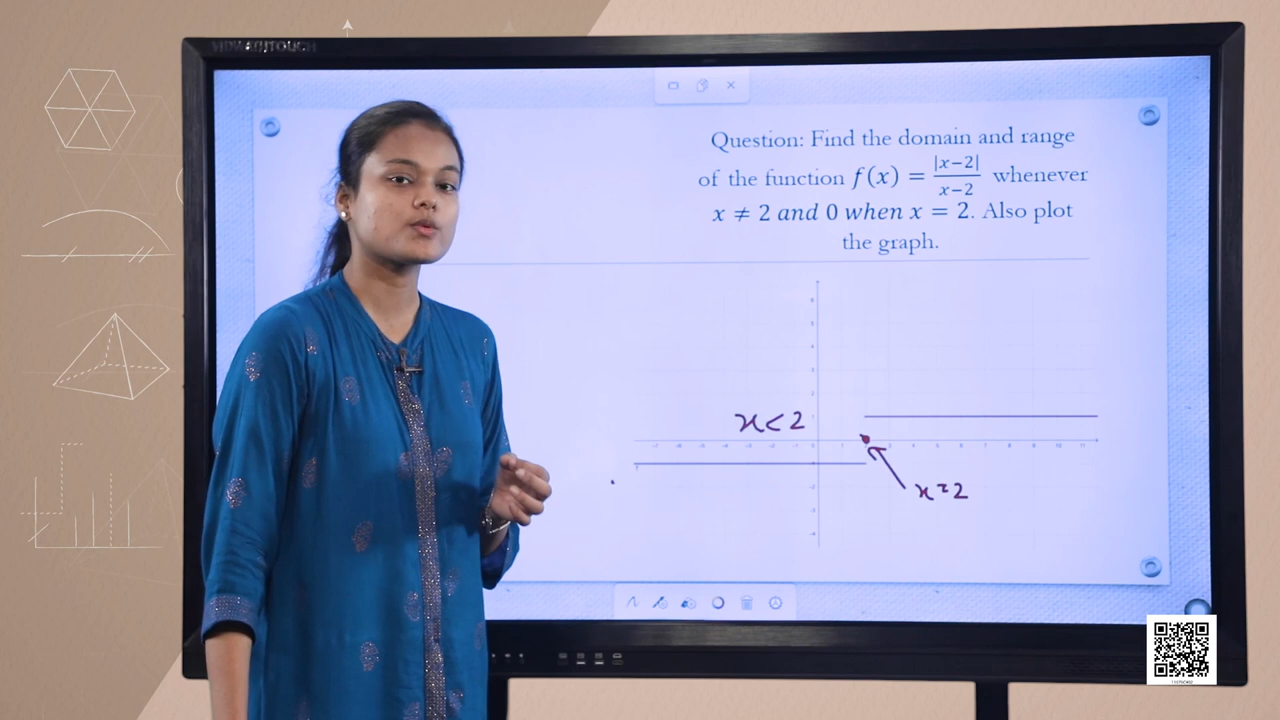 Question: Find the domain and range
of the function f(x) = |x−2|/x−2 whenever
x ≠ 2 and 0 when x = 2. Also plot
the graph.
x<2
x=2